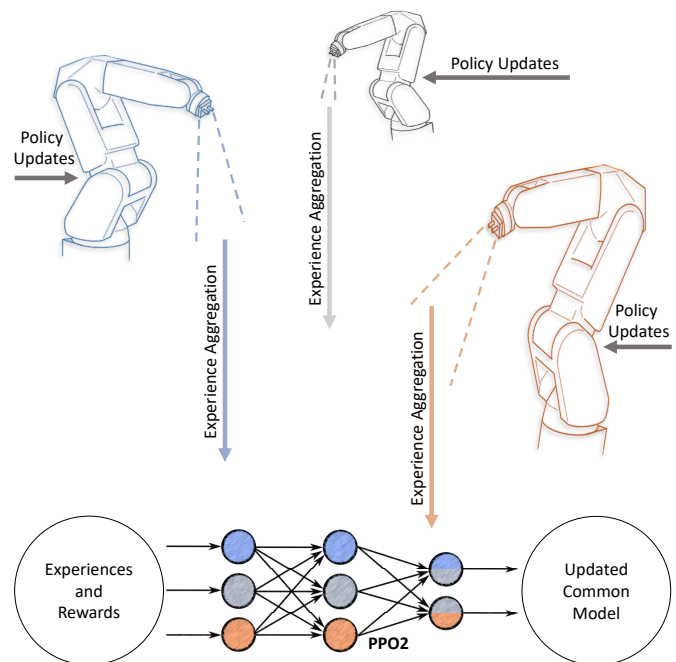 Policy Updates
Policy
Updates
Experience Aggregation
Experience Aggregation
Experience Aggregation
Policy
Updates
Experiences
and
Rewards
PPO2
Updated
Common
Model